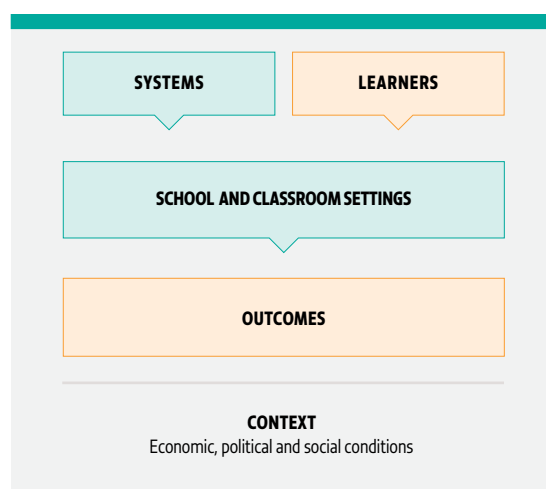 SYSTEMS
LEARNERS
SCHOOL AND CLASSROOM SETTINGS
OUTCOMES
CONTEXT
Economic, political and social conditions